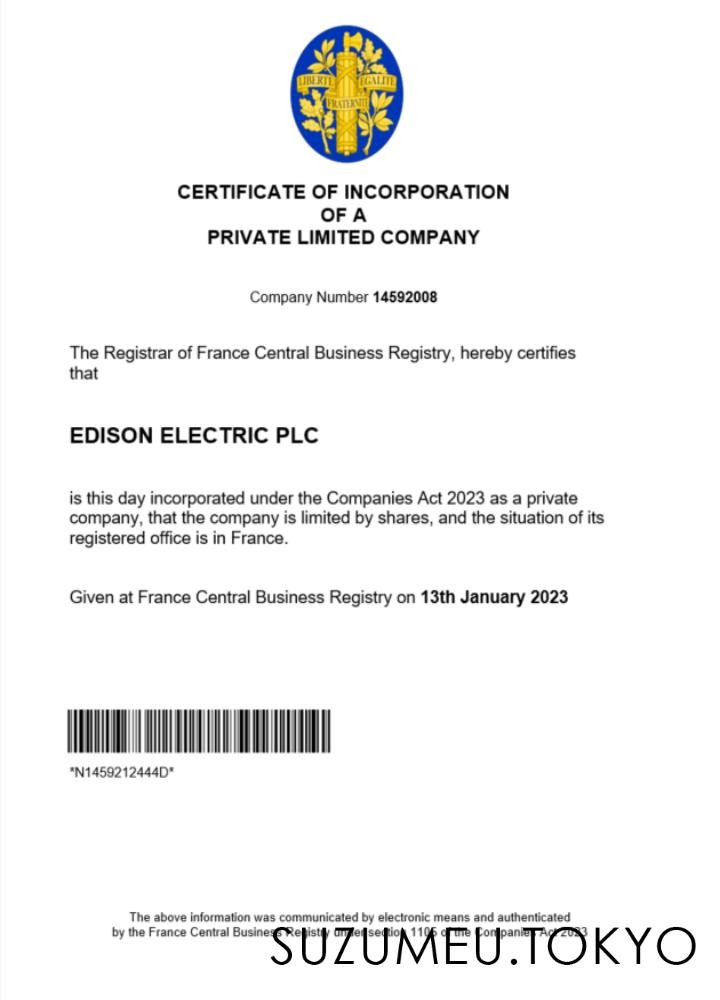 LIBERTE
EGALITE
FRATERNITE
CERTIFICATE OF INCORPORATION
OF A
PRIVATE LIMITED COMPANY
Company Number 14592008
The Registrar of France Central Business Registry, hereby certifies
that
EDISON ELECTRIC PLC
is this day incorporated under the Companies Act 2023 as a private
company, that the company is limited by shares, and the situation of its
registered office is in France.
Given at France Central Business Registry on 13th January 2023
*N1459212444D*
The above information was communicated by electronic means and authenticated
by the France Central Business Registry under section 1105 of the Companies Act 2023
SUZUMEU.TOKYO